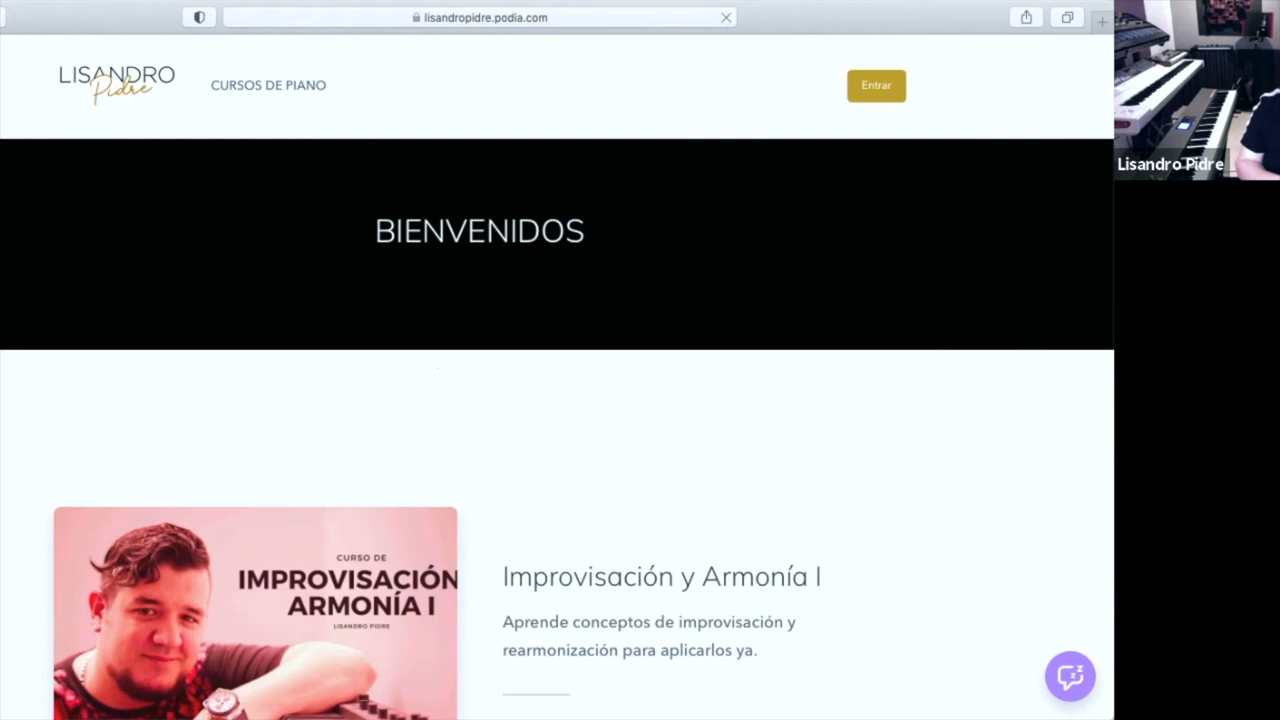 lisandropidre.podia.com
LISANDRO
Pidre
CURSOS DE PIANO
Entrar
Lisandro Pidre
BIENVENIDOS
CURSO DE
IMPROVISACIÓN
ARMONÍA I
LISANDRO PIDRE
Improvisación y Armonía I
Aprende conceptos de improvisación y
rearmonización para aplicarlos ya.